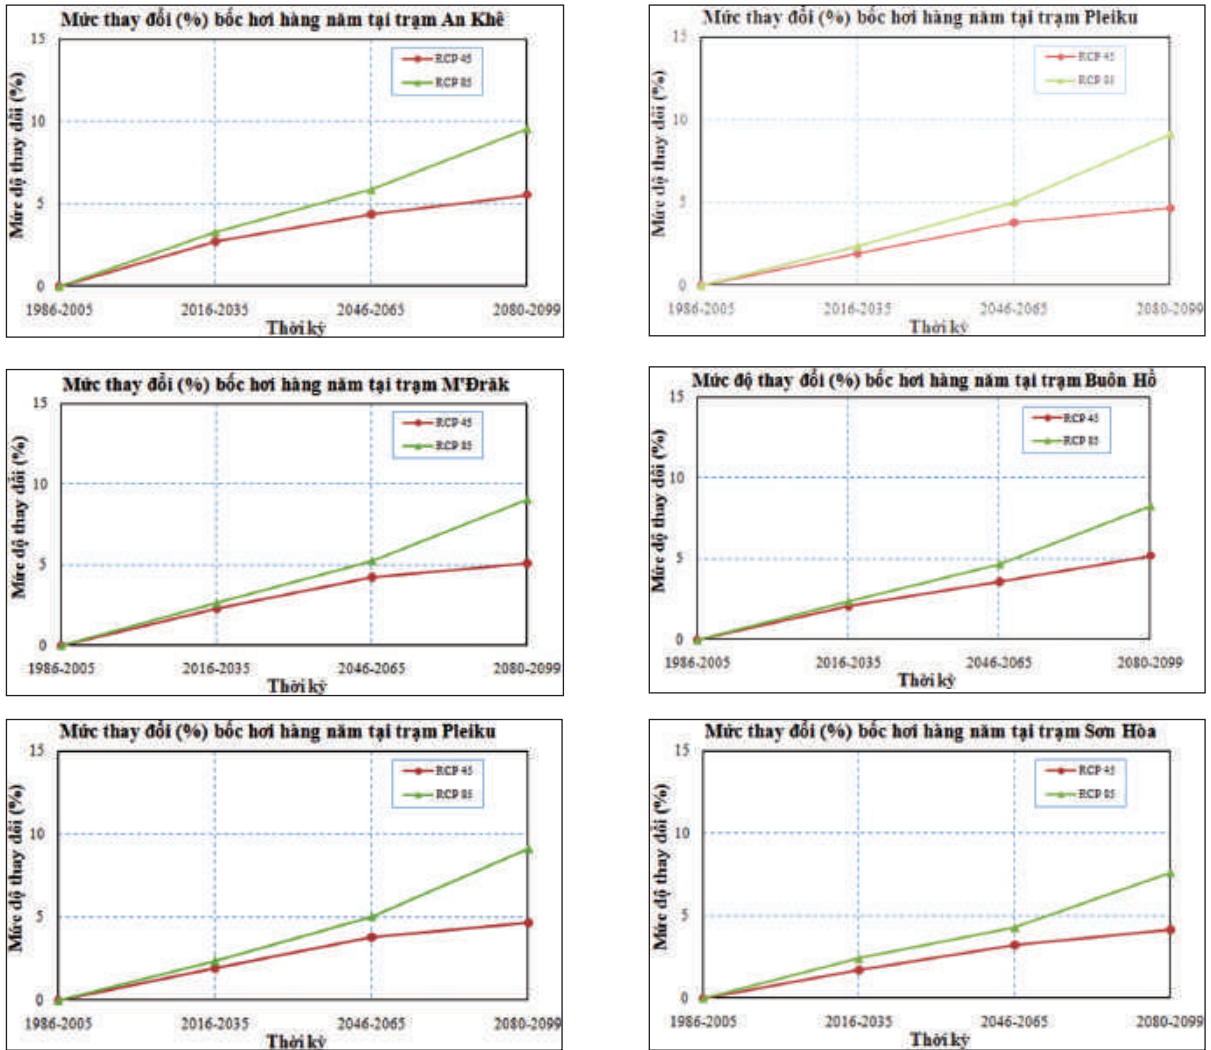 Mức thay đổi (%) bốc hơi hàng năm tại trạm An Khê
15
RCP 45
RCP 85
10
5
0
Mức độ thay đổi (%)
1986-2005 2016-2035 2046-2065 2080-2099
Thời kỳ
Mức thay đổi (%) bốc hơi hàng năm tại trạm Pleiku
15
RCP 45
RCP 85
10
5
0
Mức độ thay đổi (%)
1986-2005 2016-2035 2046-2065 2080-2099
Thời kỳ
Mức thay đổi (%) bốc hơi hàng năm tại trạm M'Đrăk
15
RCP 45
RCP 85
10
5
0
Mức độ thay đổi (%)
1986-2005 2016-2035 2046-2065 2080-2099
Thời kỳ
Mức độ thay đổi (%) bốc hơi hàng năm tại trạm Buôn Hồ
15
RCP 45
RCP 85
10
5
0
Mức độ thay đổi (%)
1986-2005 2016-2035 2046-2065 2080-2099
Thời kỳ
Mức thay đổi (%) bốc hơi hàng năm tại trạm Pleiku
15
RCP 45
RCP 85
10
5
0
Mức độ thay đổi (%)
1986-2005 2016-2035 2046-2065 2080-2099
Thời kỳ
Mức thay đổi (%) bốc hơi hàng năm tại trạm Sơn Hòa
15
RCP 45
RCP 85
10
5
0
Mức độ thay đổi (%)
1986-2005 2016-2035 2046-2065 2080-2099
Thời kỳ